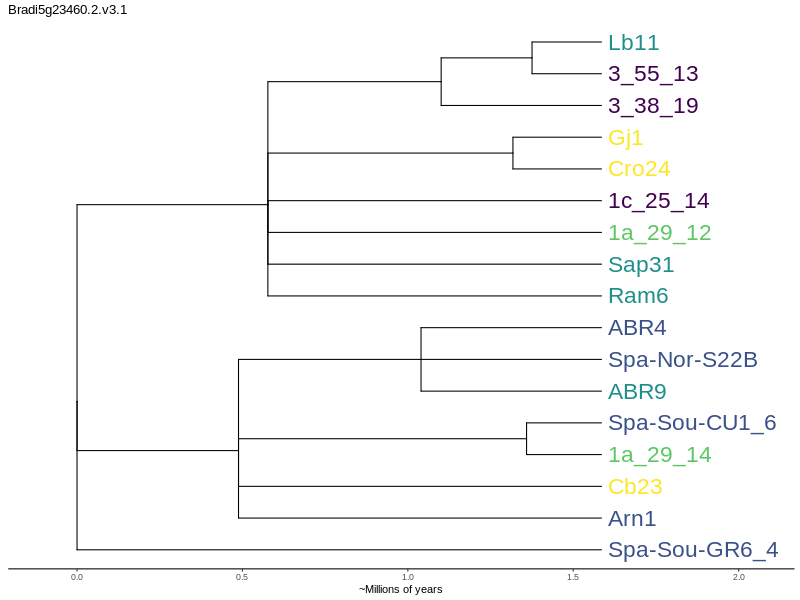 Bradi5g23460.2.v3.1
Lb11
3_55_13
3_38_19
Gj1
Cro24
1c_25_14
1a_29_12
Sap31
Ram6
ABR4
Spa-Nor-S22B
ABR9
Spa-Sou-CU1_6
1a_29_14
Cb23
Arn1
Spa-Sou-GR6_4
0.0 0.5 1.0 1.5 2.0
~Millions of years